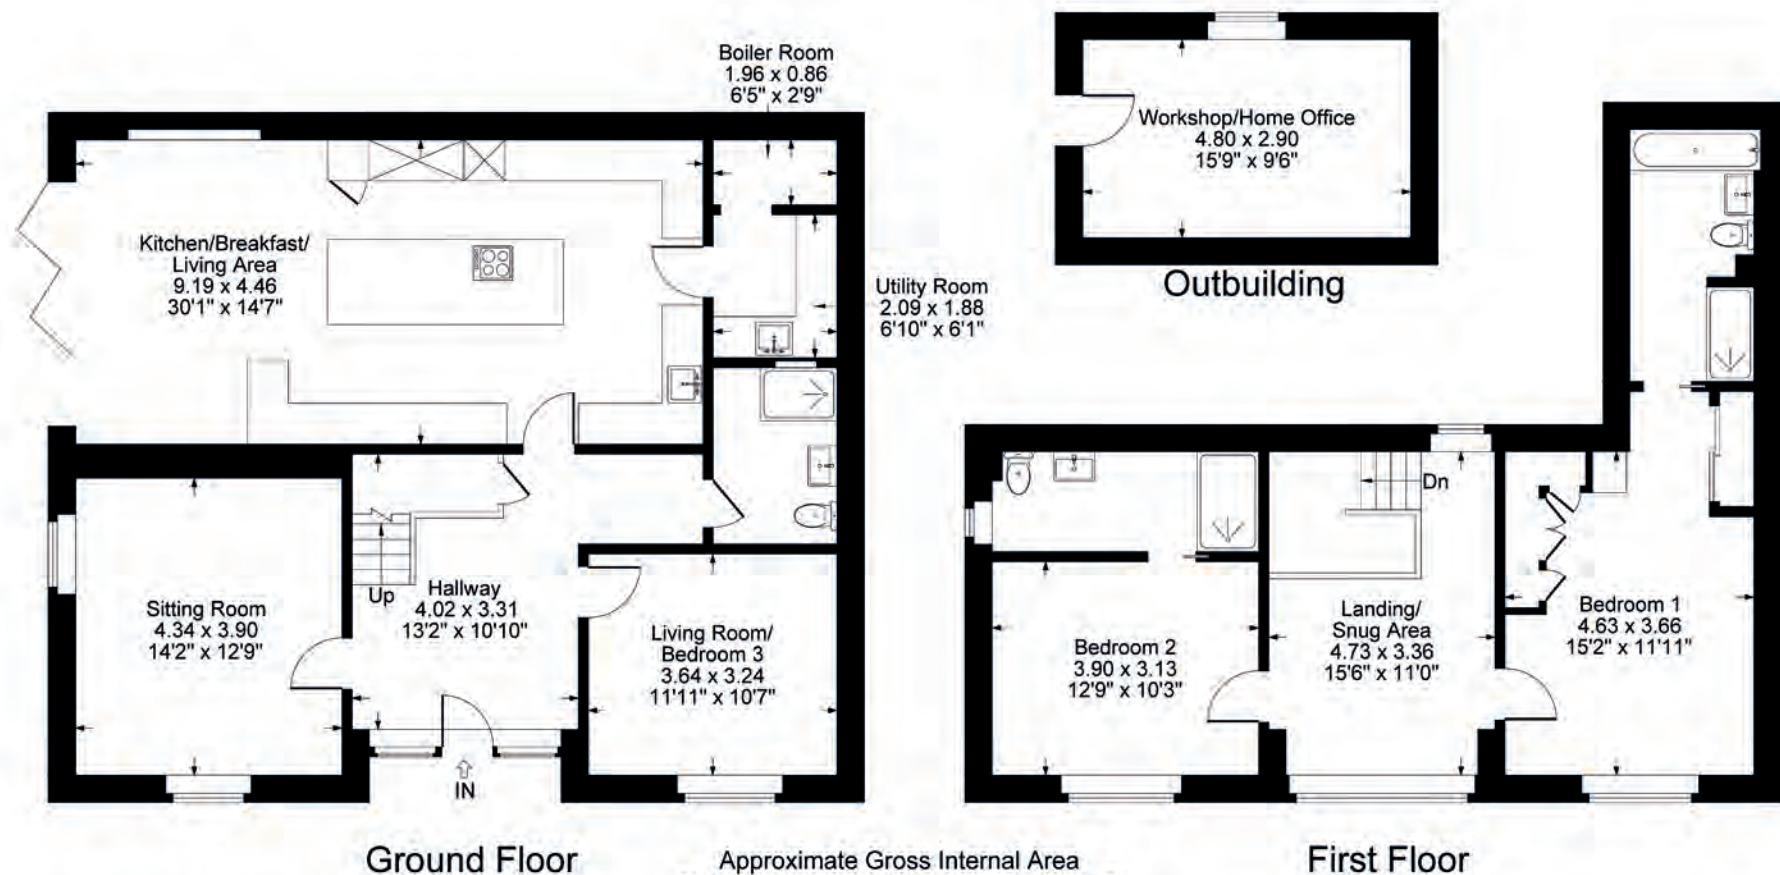 Boiler Room
1.96 x 0.86
6'5" x 2'9"
Kitchen/Breakfast/
Living Area
9.19 x 4.46
30'1" x 14'7"
Utility Room
2.09 x 1.88
6'10" x 6'1"
Up
Hallway
4.02 x 3.31
13'2" x 10'10"
Sitting Room
4.34 x 3.90
14'2" x 12'9"
Living Room/
Bedroom 3
3.64 x 3.24
11'11" x 10'7"
IN
Ground Floor
Workshop/Home Office
4.80 x 2.90
15'9" x 9'6"
Outbuilding
Dn
Bedroom 2
3.90 x 3.13
12'9" x 10'3"
Landing/
Snug Area
4.73 x 3.36
15'6" x 11'0"
Bedroom 1
4.63 x 3.66
15'2" x 11'11"
First Floor
Approximate Gross Internal Area